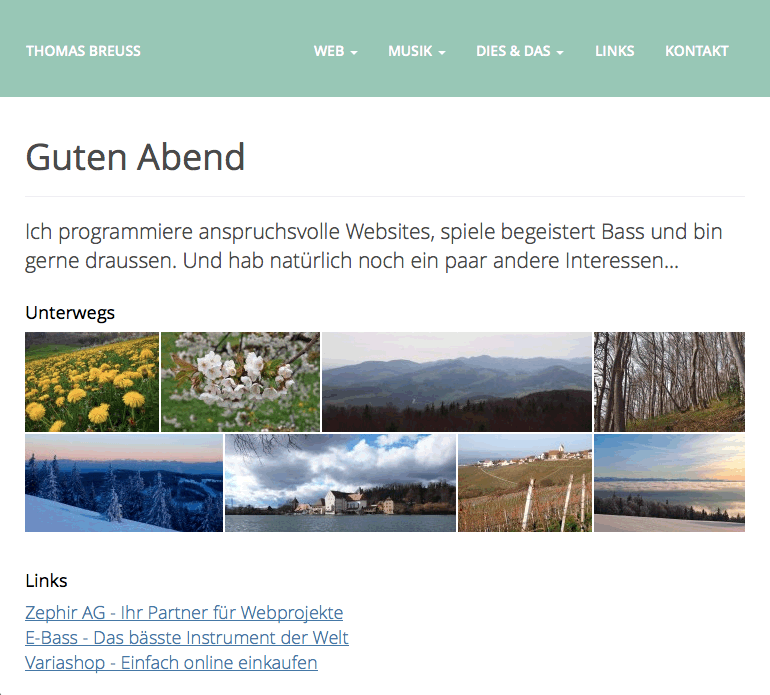 THOMAS BREUSS
WEB MUSIK DIES & DAS LINKS KONTAKT
Guten Abend
Ich programmiere anspruchsvolle Websites, spiele begeistert Bass und bin
gerne draussen. Und hab natürlich noch ein paar andere Interessen...
Unterwegs
Links
Zephir AG - Ihr Partner für Webprojekte
E-Bass - Das bässte Instrument der Welt
Variashop - Einfach online einkaufen